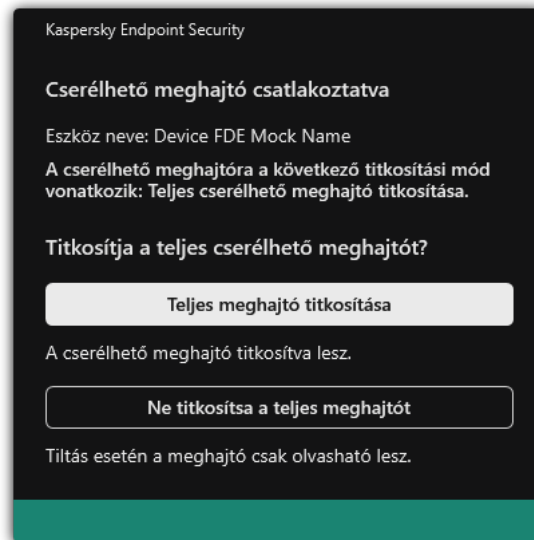 Kaspersky Endpoint Security
Cserélhető meghajtó csatlakoztatva
Eszköz neve: Device FDE Mock Name
A cserélhető meghajtóra a következő titkosítási mód
vonatkozik: Teljes cserélhető meghajtó titkosítása.
Titkosítja a teljes cserélhető meghajtót?
Teljes meghajtó titkosítása
A cserélhető meghajtó titkosítva lesz.
Ne titkosítsa a teljes meghajtót
Tiltás esetén a meghajtó csak olvasható lesz.